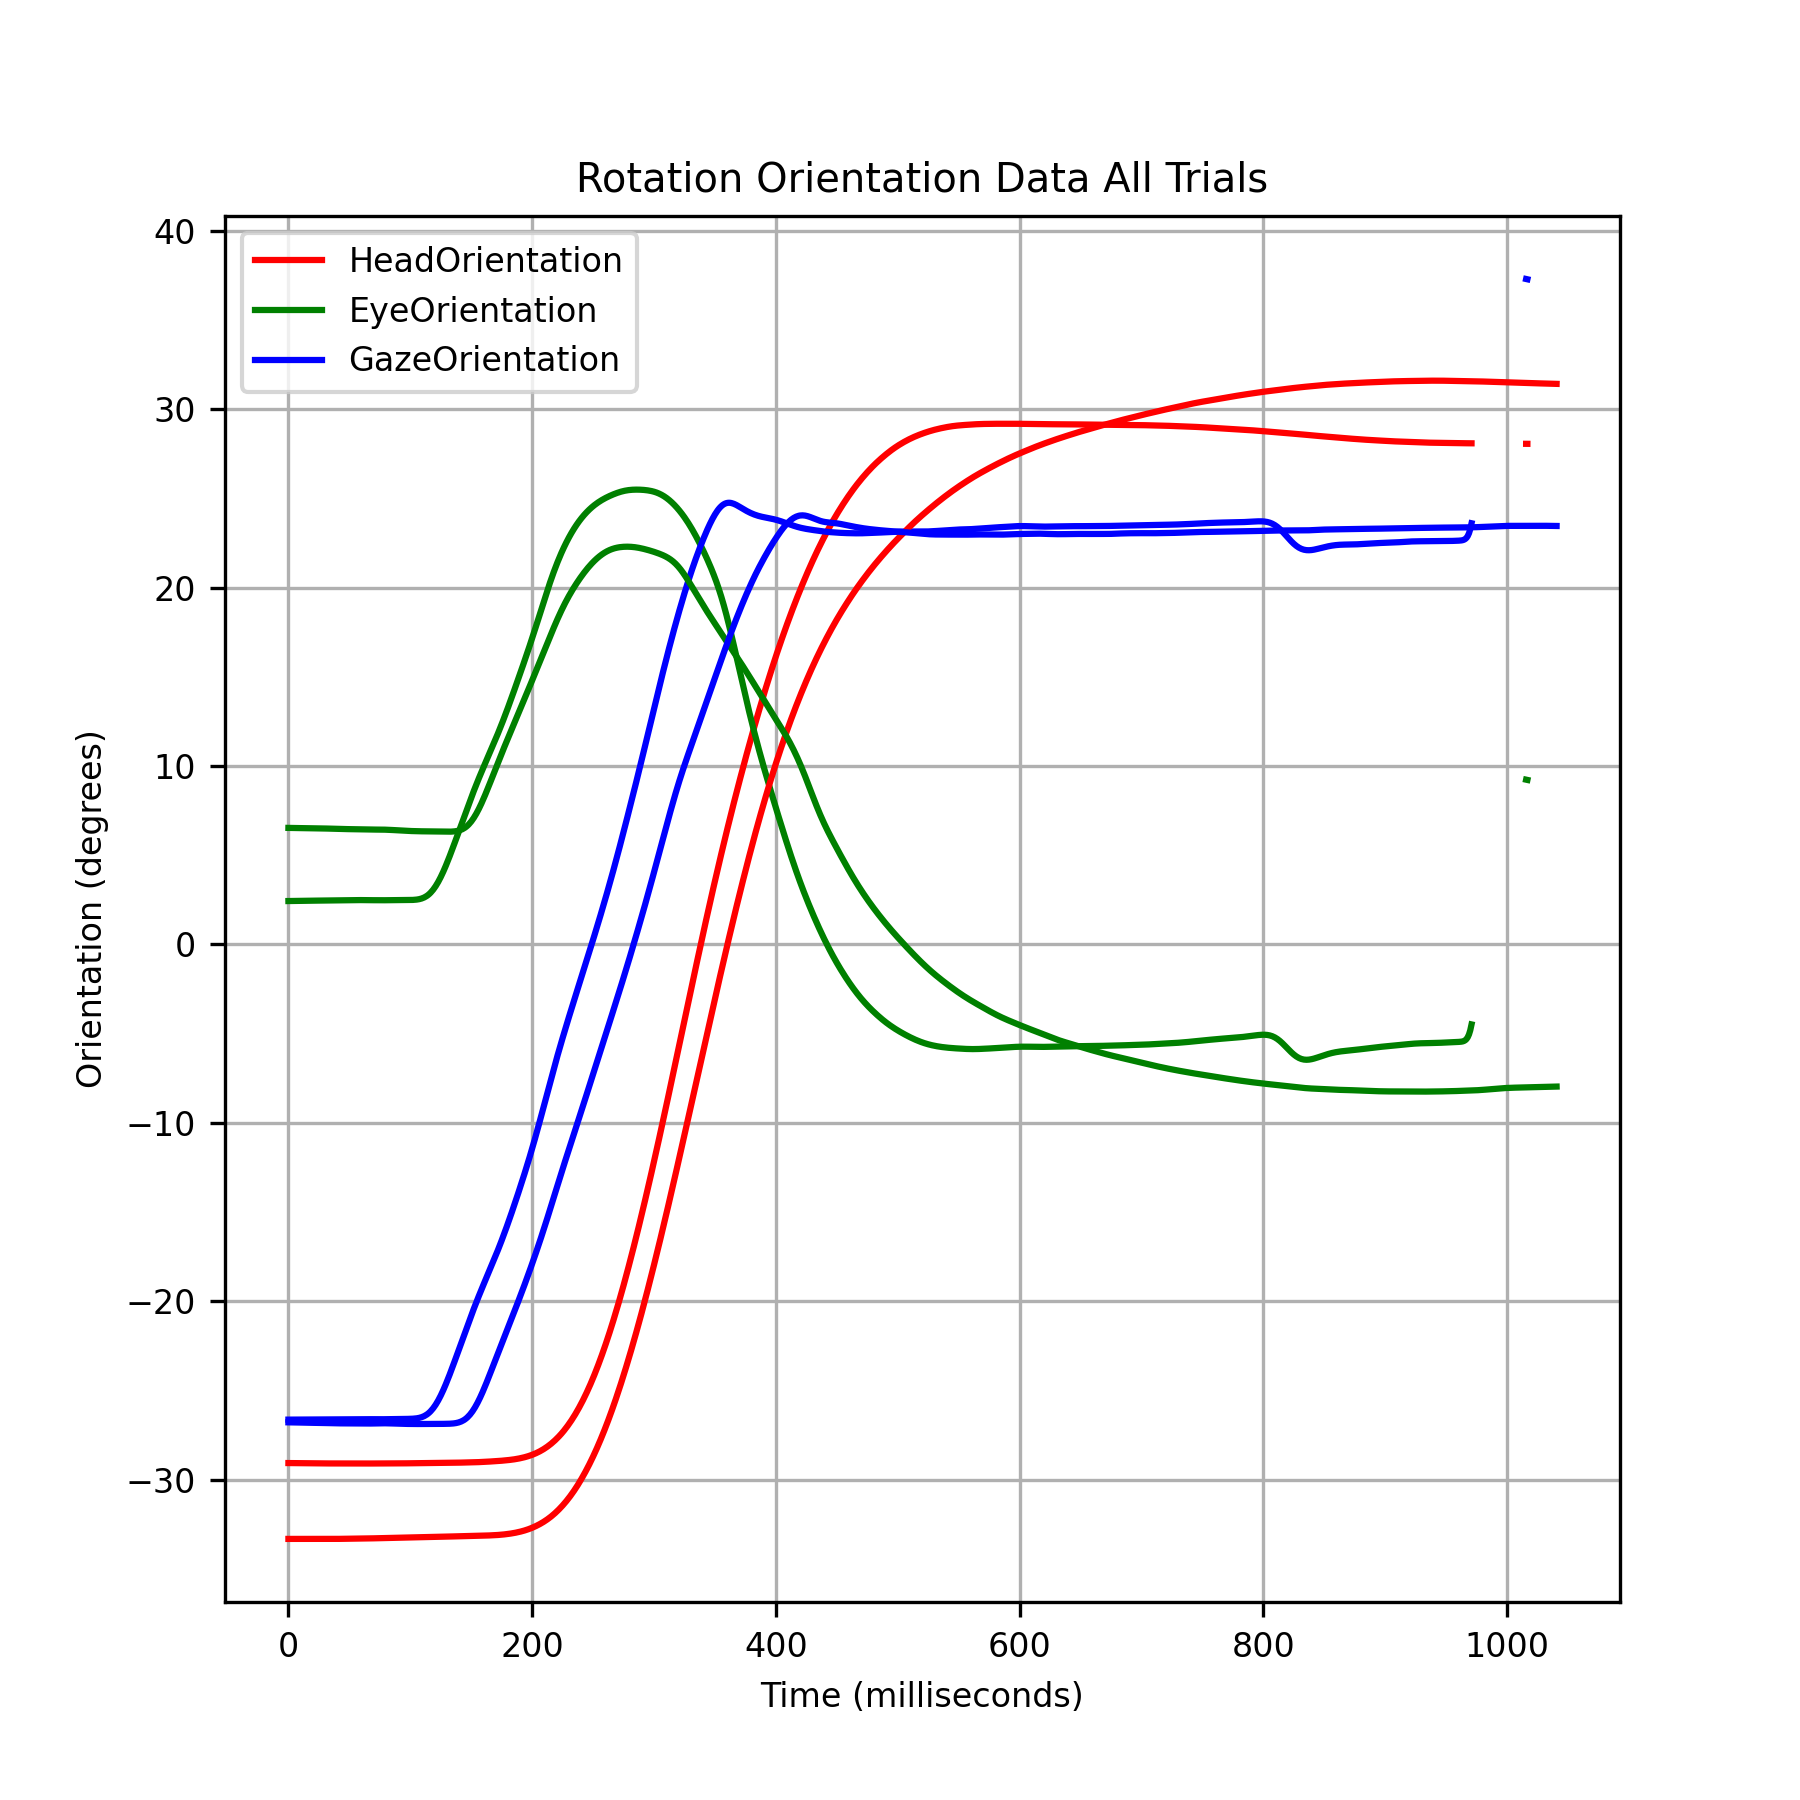 Rotation Orientation Data All Trials
HeadOrientation
EyeOrientation
GazeOrientation
Orientation (degrees)
40
30
20
10
0
−10
−20
−30
0 200 400 600 800 1000
Time (milliseconds)